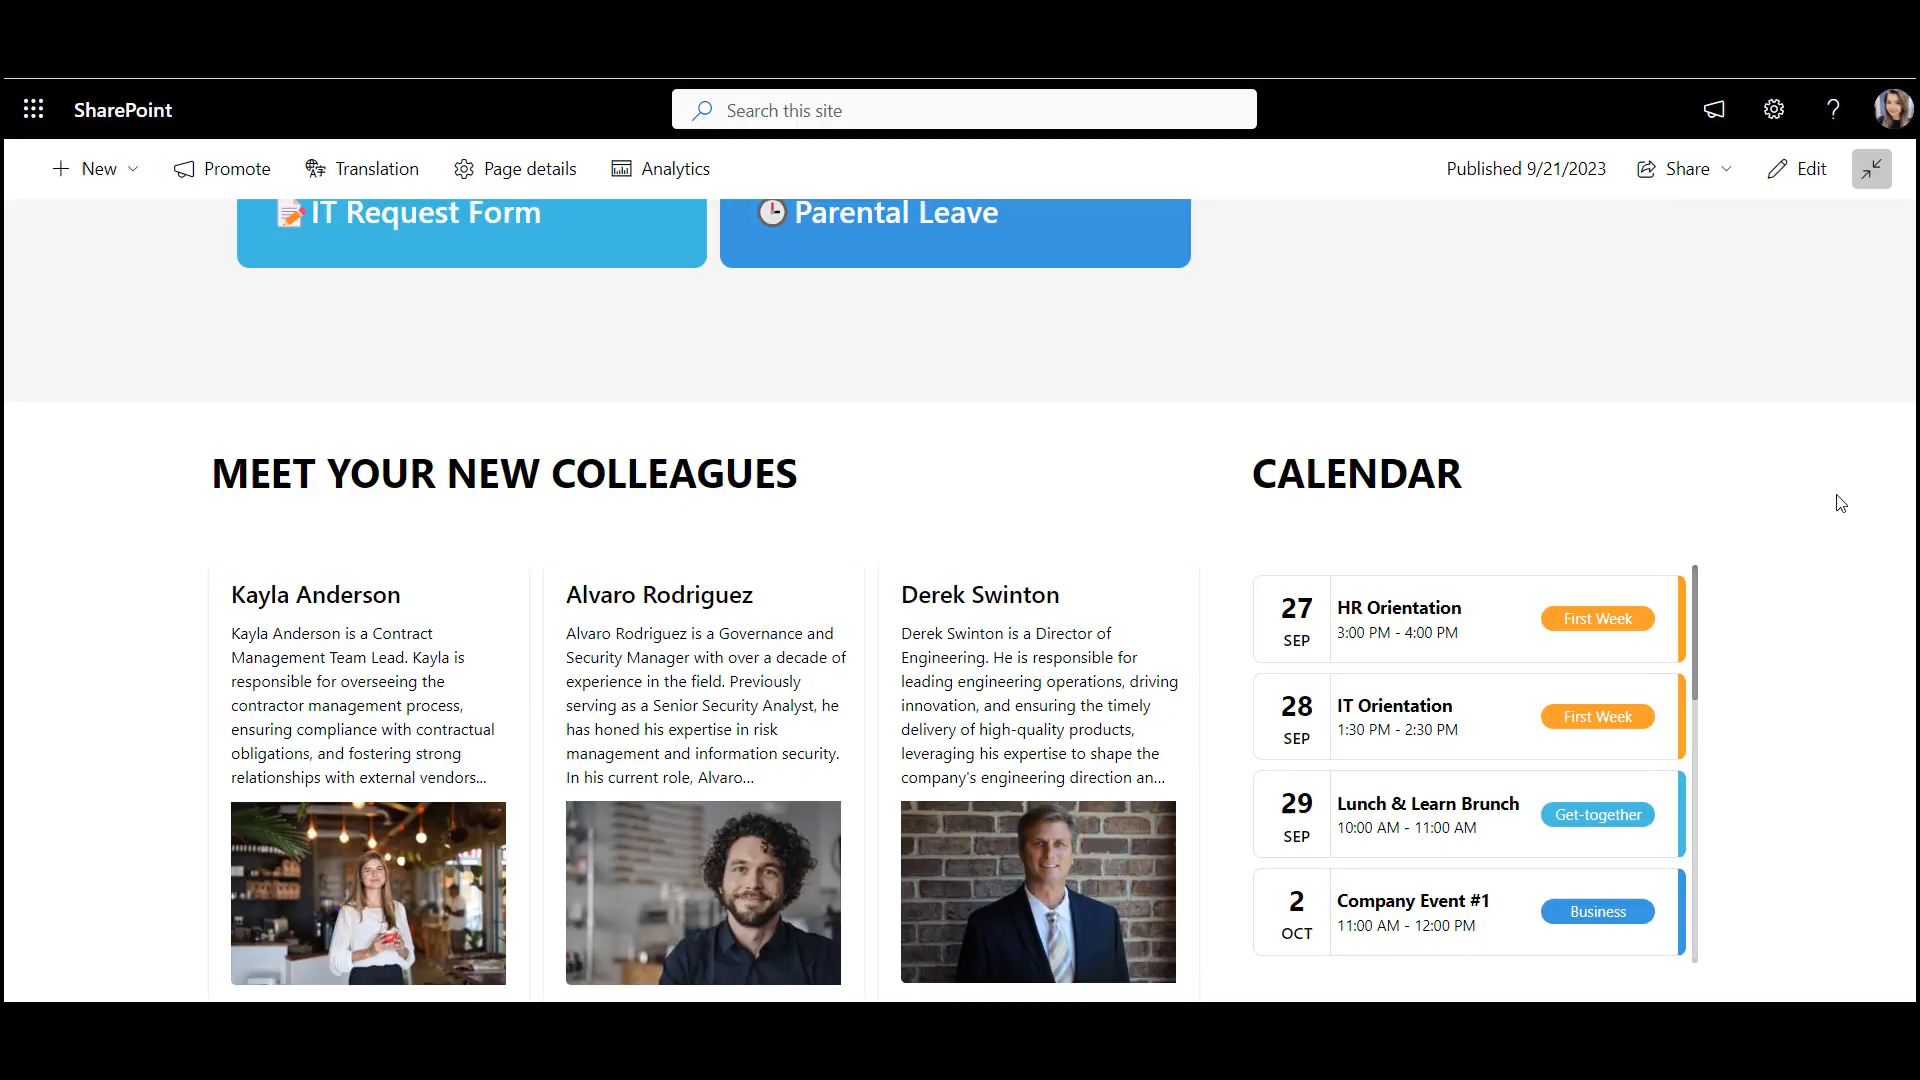 SharePoint
Search this site
New
Promote
Translation
Page details
Analytics
Published 9/21/2023
Share
Edit
IT Request Form
Parental Leave
MEET YOUR NEW COLLEAGUES
Kayla Anderson
Kayla Anderson is a Contract
Management Team Lead. Kayla is
responsible for overseeing the
contractor management process,
ensuring compliance with contractual
obligations, and fostering strong
relationships with external vendors...
Alvaro Rodriguez
Alvaro Rodriguez is a Governance and
Security Manager with over a decade of
experience in the field. Previously
serving as a Senior Security Analyst, he
has honed his expertise in risk
management and information security.
In his current role, Alvaro...
Derek Swinton
Derek Swinton is a Director of
Engineering. He is responsible for
leading engineering operations, driving
innovation, and ensuring the timely
delivery of high-quality products,
leveraging his expertise to shape the
company's engineering direction an...
CALENDAR
27
SEP
HR Orientation
3:00 PM - 4:00 PM
First Week
28
SEP
IT Orientation
1:30 PM - 2:30 PM
First Week
29
SEP
Lunch & Learn Brunch
10:00 AM - 11:00 AM
Get-together
2
OCT
Company Event #1
11:00 AM - 12:00 PM
Business